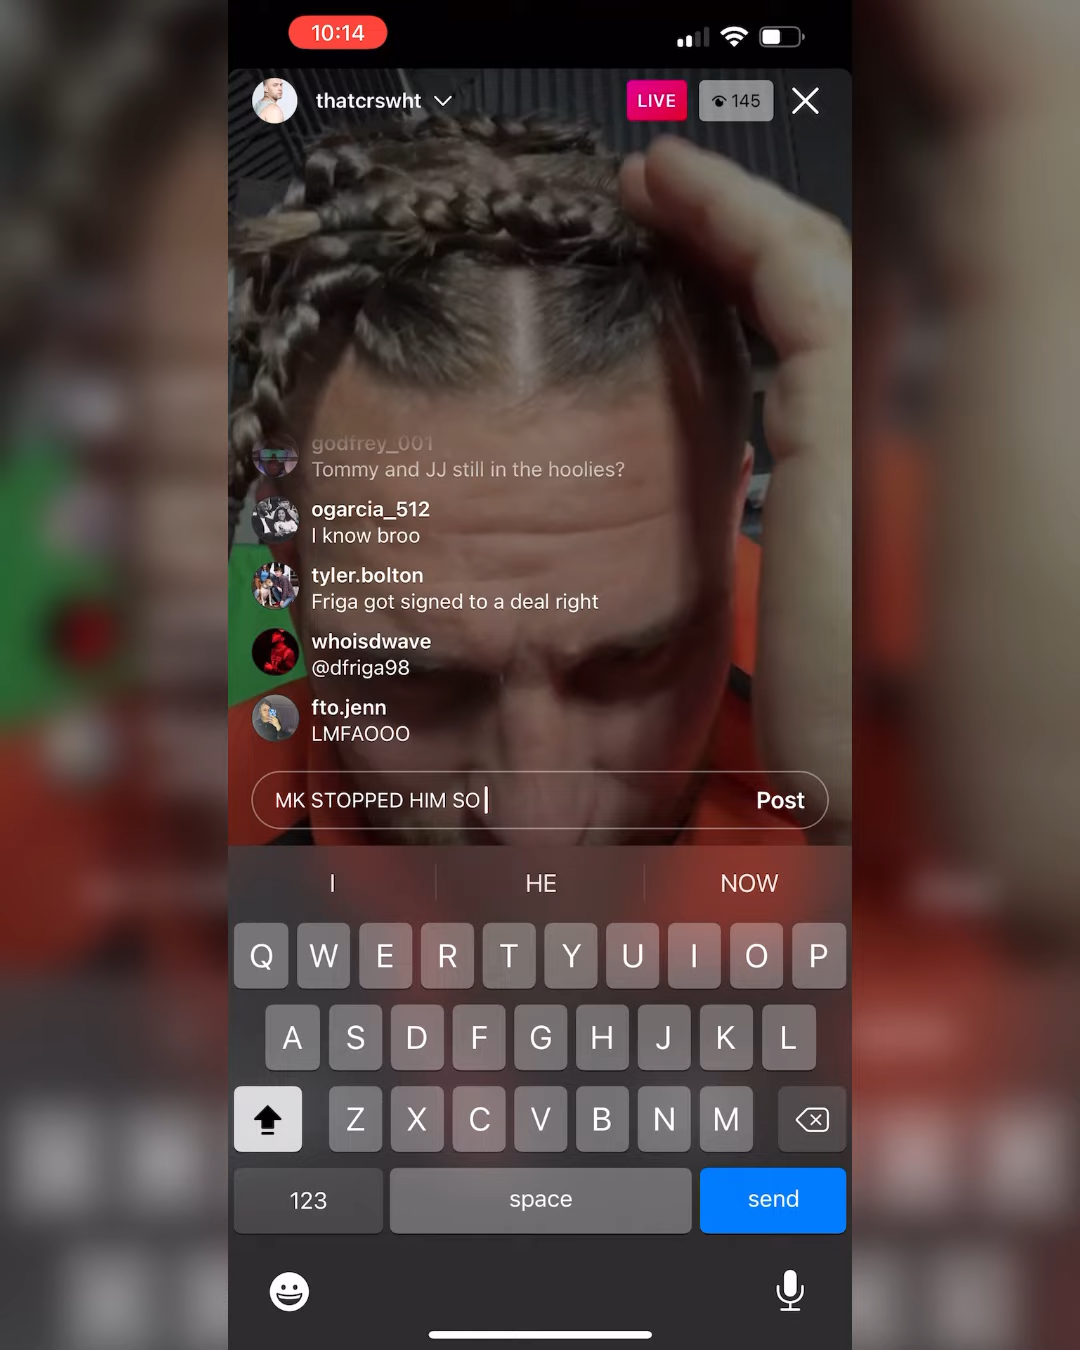 10:14
thatcrswht
LIVE
145
godfrey_001
Tommy and JJ still in the hoolies?
ogarcia_512
I know broo
tyler.bolton
Friga got signed to a deal right
whoisdwave
@dfriga98
fto.jenn
LMFAOOO
MK STOPPED HIM SO
Post
I HE NOW
Q W E R T Y U I O P
A S D F G H J K L
Z X C V B N M
123 space send